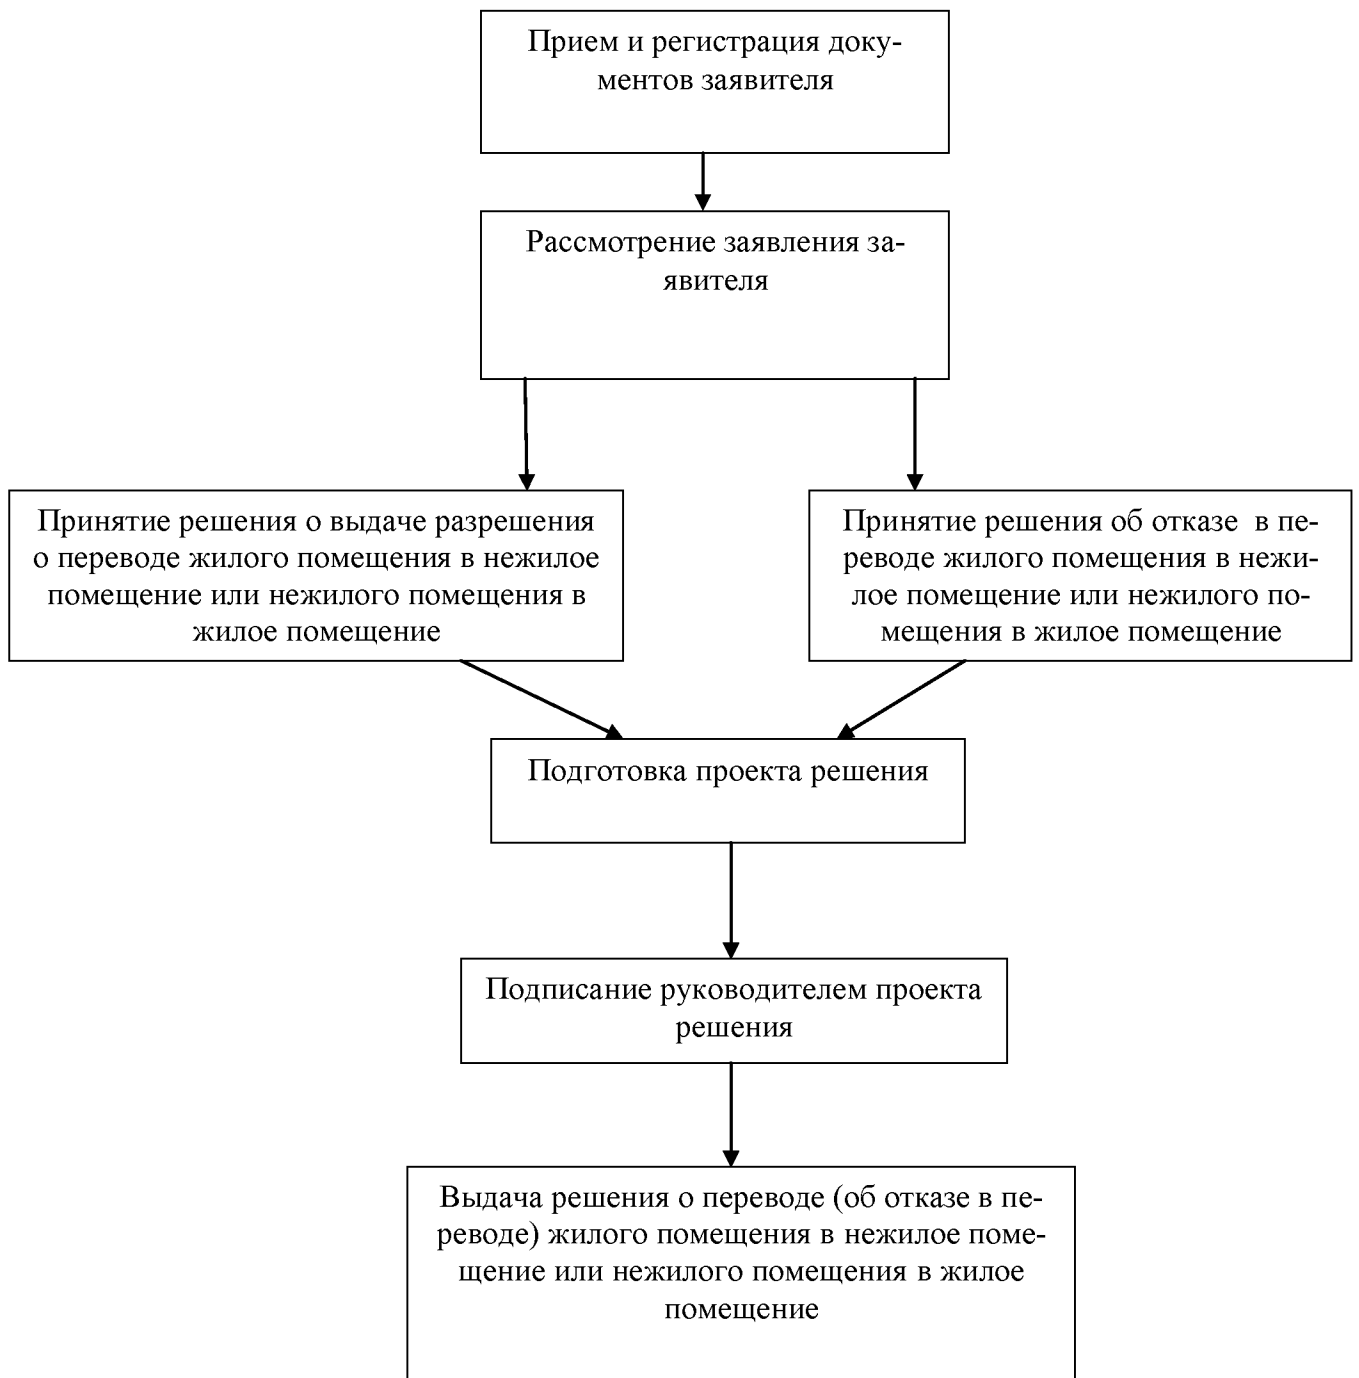 Прием и регистрация доку-
ментов заявителя
Рассмотрение заявления за-
явителя
Принятие решения о выдаче разрешения
о переводе жилого помещения в нежилое
помещение или нежилого помещения в
жилое помещение
Принятие решения об отказе  в пе-
реводе жилого помещения в нежи-
лое помещение или нежилого по-
мещения в жилое помещение
Подготовка проекта решения
Подписание руководителем проекта
решения
Выдача решения о переводе (об отказе в пе-
реводе) жилого помещения в нежилое поме-
щение или нежилого помещения в жилое
помещение